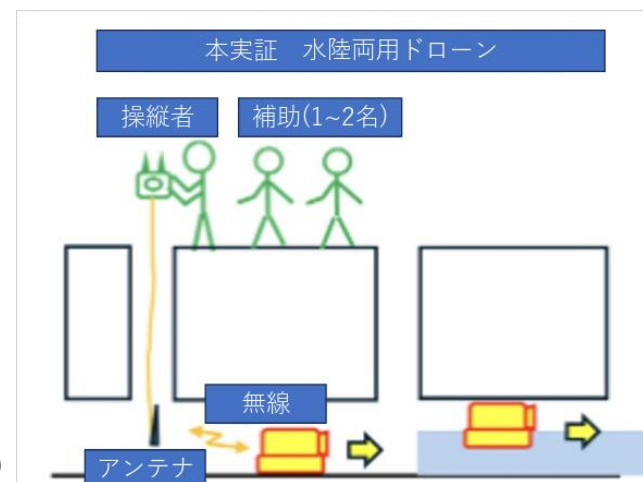 本実証　水陸両用ドローン
操縦者
補助(1~2名)
無線
アンテナ